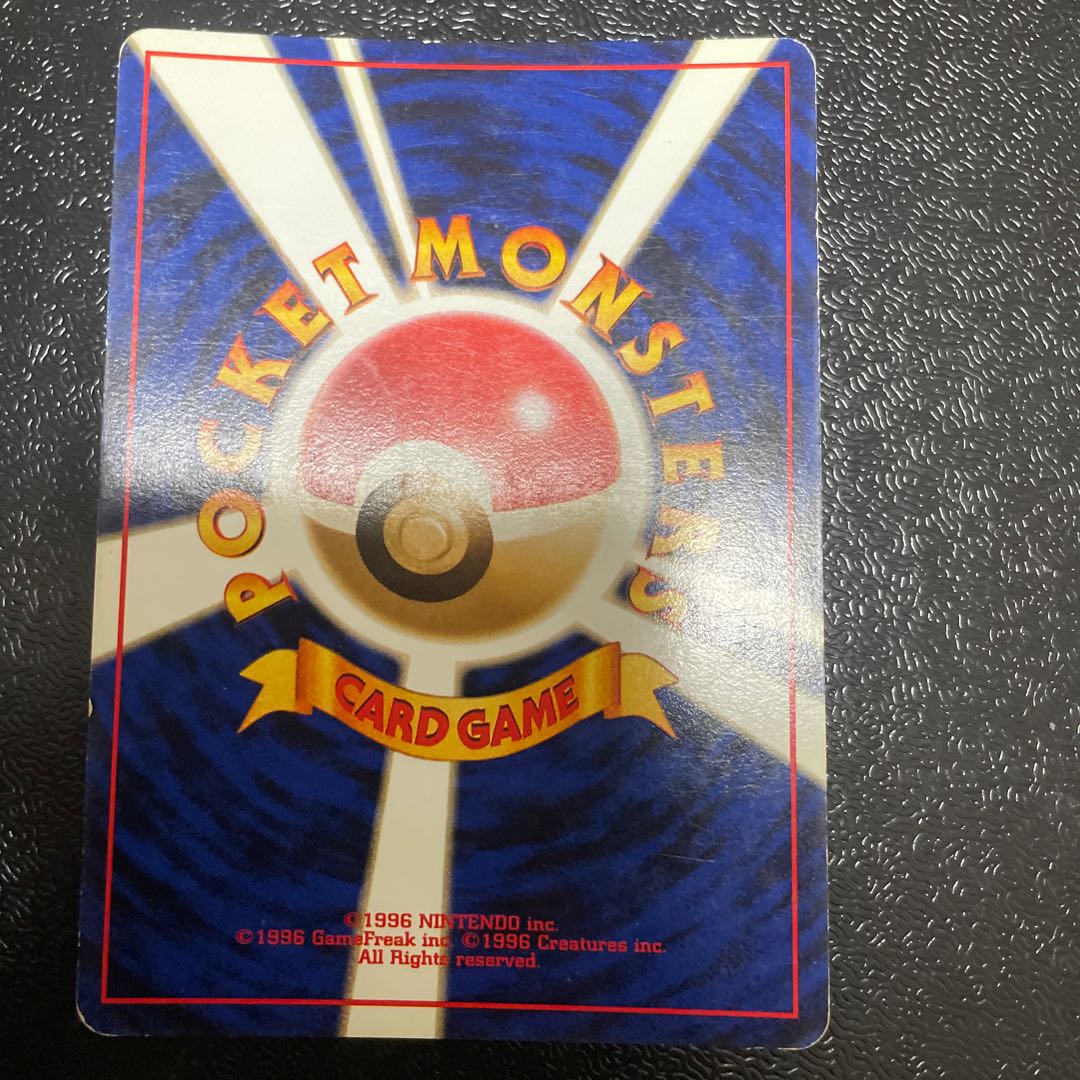 POCKET MONSTERS
CARD GAME
©1996 NINTENDO inc.
©1996 GameFreak inc. ©1996 Creatures inc.
All Rights reserved.